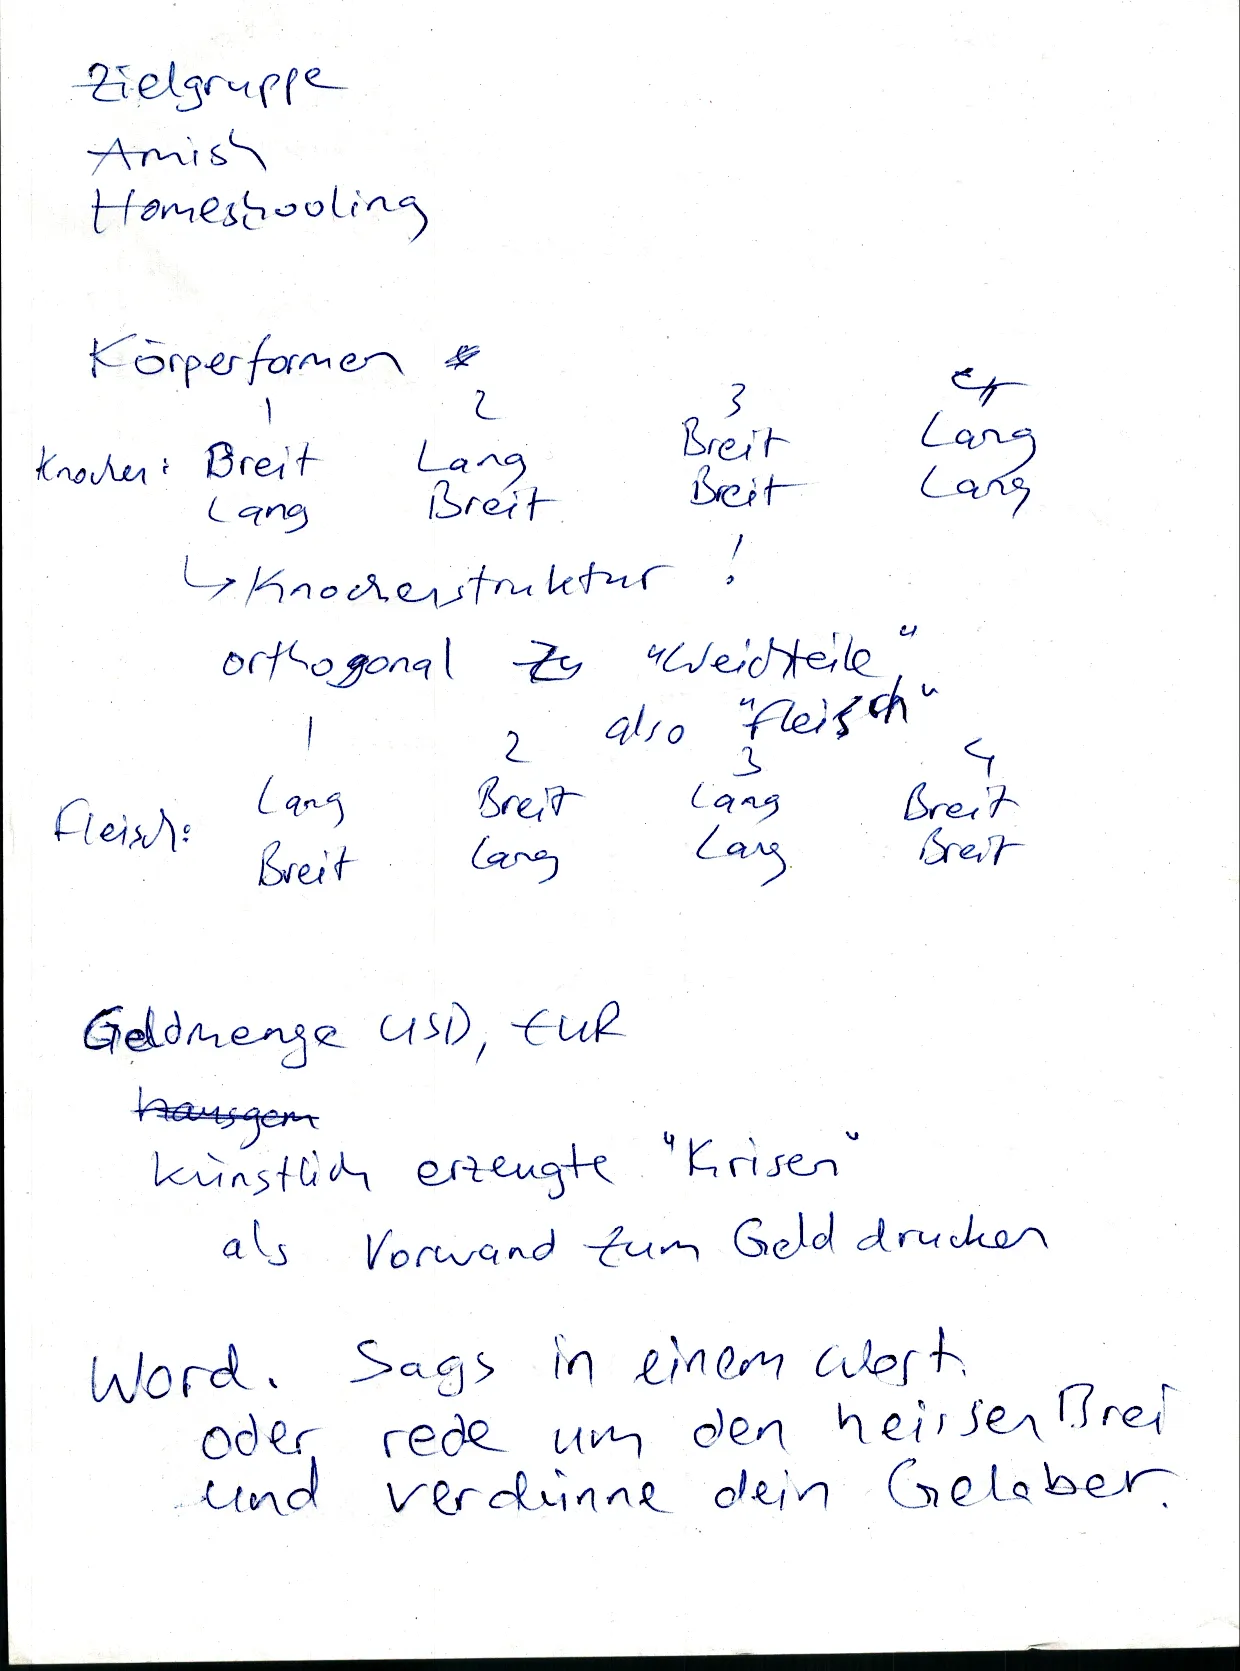 Zielgruppe
Amish
Homeshooling
Körperformen *
1 2 3 4
Knochen: Breit Lang Breit Lang
Lang Breit Breit Lang
↳ Knochenstruktur !
orthogonal zu "Weichteile"
also "Fleisch"
1 2 3 4
Fleisch: Lang Breit Lang Breit
Breit Lang Lang Breit
Geldmenge USD, EUR
hausgem
künstlich erzeugte "Krisen"
als Vorwand zum Geld drucken
Word. Sags in einem Wort.
oder rede um den heissen Brei
und verdünne dein Gelaber.